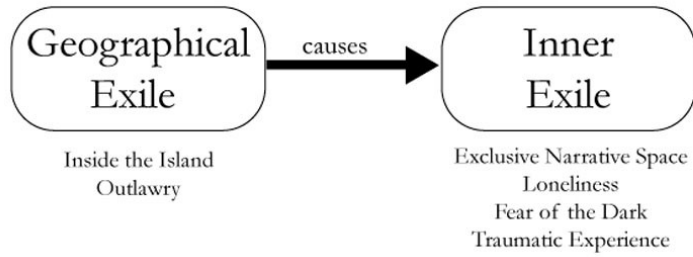 Geographical
Exile
causes
Inner
Exile
Inside the Island
Outlawry
Exclusive Narrative Space
Loneliness
Fear of the Dark
Traumatic Experience